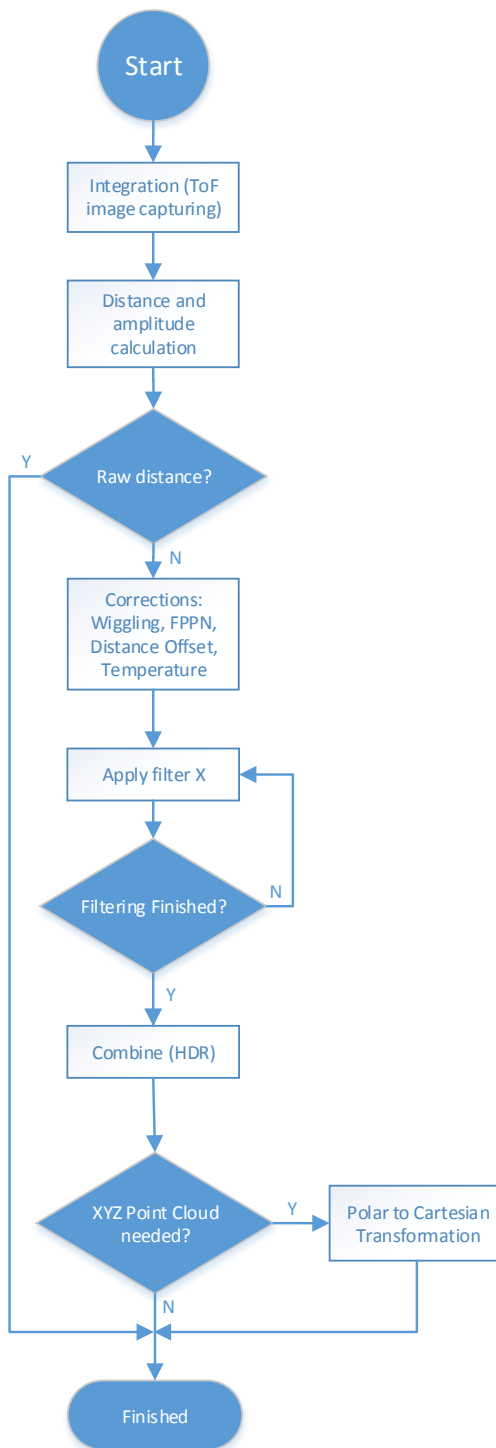 Start
Integration (ToF
image capturing)
Distance and
amplitude
calculation
Y
Raw distance?
N
Corrections:
Wiggling, FPPN,
Distance Offset,
Temperature
Apply filter X
Filtering Finished?
N
Y
Combine (HDR)
XYZ Point Cloud
needed?
Y
Polar to Cartesian
Transformation
N
Finished